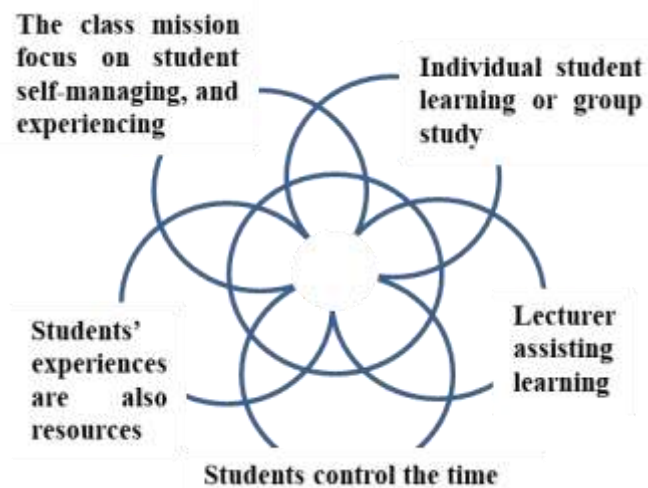 The class mission
focus on student
self-managing, and
experiencing
Individual student
learning or group
study
Lecturer
assisting
learning
Students’
experiences
are also
resources
Students control the time